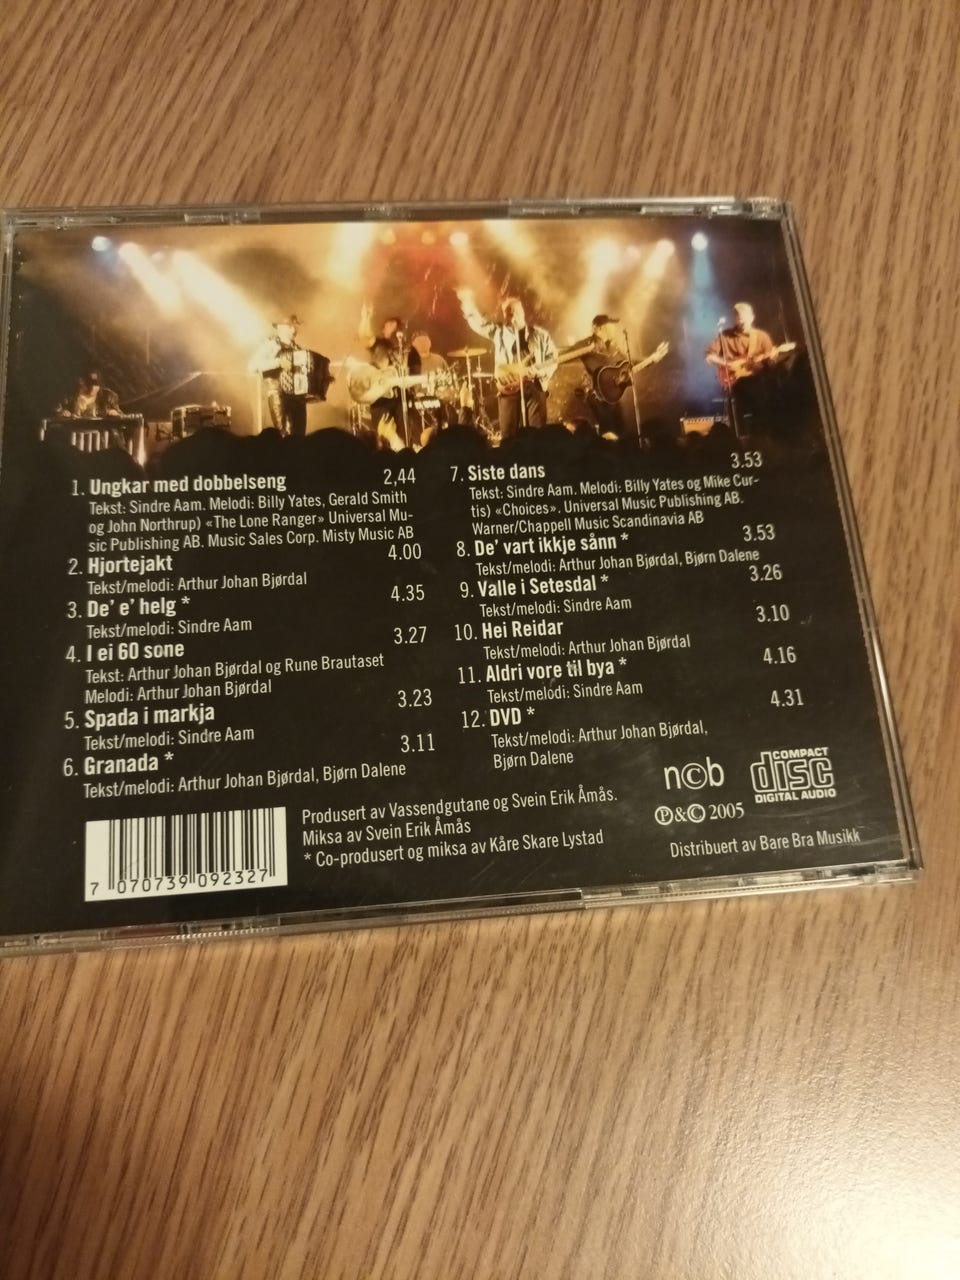 1. Ungkar med dobbelseng 2,44
Tekst: Sindre Aam. Melodi: Billy Yates, Gerald Smith
og John Northrup) «The Lone Ranger» Universal Mu-
sic Publishing AB. Music Sales Corp. Misty Music AB
2. Hjortejakt 4.00
Tekst/melodi: Arthur Johan Bjørdal
3. De' e' helg * 4.35
Tekst/melodi: Sindre Aam
4. I ei 60 sone 3.27
Tekst: Arthur Johan Bjørdal og Rune Brautaset
Melodi: Arthur Johan Bjørdal
5. Spada i markja 3.23
Tekst/melodi: Sindre Aam
6. Granada * 3.11
Tekst/melodi: Arthur Johan Bjørdal, Bjørn Dalene
7. Siste dans 3.53
Tekst: Sindre Aam. Melodi: Billy Yates og Mike Cur-
tis) «Choices». Universal Music Publishing AB.
Warner/Chappell Music Scandinavia AB
8. De' vart ikkje sånn * 3.53
Tekst/melodi: Arthur Johan Bjørdal, Bjørn Dalene
9. Valle i Setesdal * 3.26
Tekst/melodi: Sindre Aam
10. Hei Reidar 3.10
Tekst/melodi: Arthur Johan Bjørdal
11. Aldri vore til bya * 4.16
Tekst/melodi: Sindre Aam
12. DVD * 4.31
Tekst/melodi: Arthur Johan Bjørdal,
Bjørn Dalene
7 070739 092327
Produsert av Vassendgutane og Svein Erik Åmås.
Miksa av Svein Erik Åmås
* Co-produsert og miksa av Kåre Skare Lystad
n©b
COMPACT
disc
DIGITAL AUDIO
℗&© 2005
Distribuert av Bare Bra Musikk